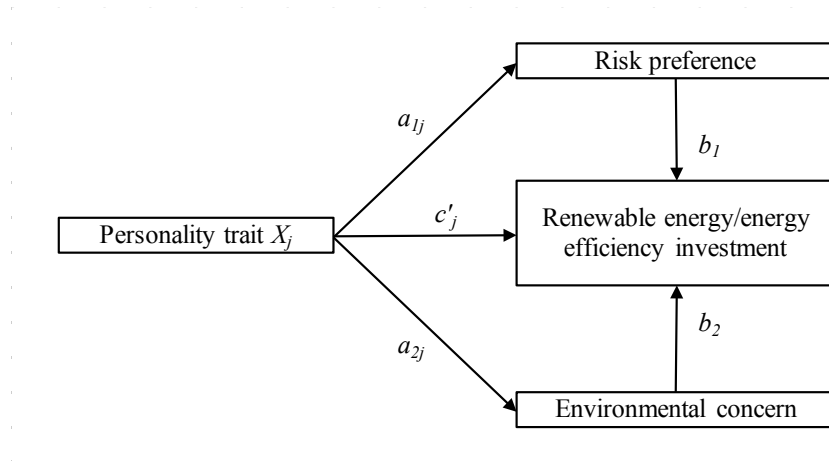 Risk preference
a1j
b1
c'j
Personality trait Xj
Renewable energy/energy
efficiency investment
a2j
b2
Environmental concern